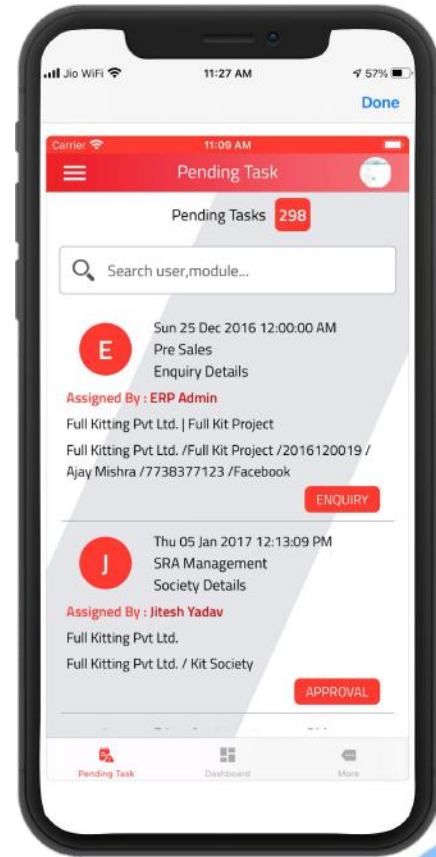 Jio WiFi 11:27 AM 57%
Done
Carrier 11:09 AM
Pending Task
Pending Tasks 298
Search user,module...
E
Sun 25 Dec 2016 12:00:00 AM
Pre Sales
Enquiry Details
Assigned By : ERP Admin
Full Kitting Pvt Ltd. | Full Kit Project
Full Kitting Pvt Ltd. /Full Kit Project /2016120019 /
Ajay Mishra /7738377123 /Facebook
ENQUIRY
J
Thu 05 Jan 2017 12:13:09 PM
SRA Management
Society Details
Assigned By : Jitesh Yadav
Full Kitting Pvt Ltd.
Full Kitting Pvt Ltd. / Kit Society
APPROVAL
Pending Task Dashboard More